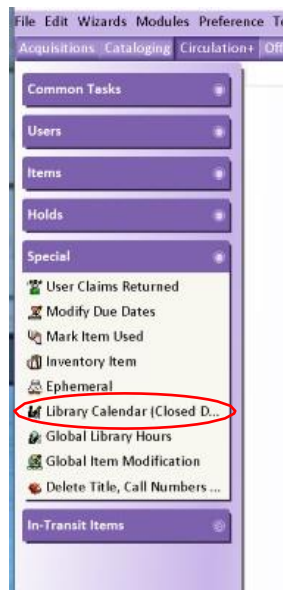 File Edit Wizards Modules Preference T
Acquisitions Cataloging Circulation+ Off
Common Tasks
Users
Items
Holds
Special
User Claims Returned
Modify Due Dates
Mark Item Used
Inventory Item
Ephemeral
Library Calendar (Closed D...
Global Library Hours
Global Item Modification
Delete Title, Call Numbers ...
In-Transit Items